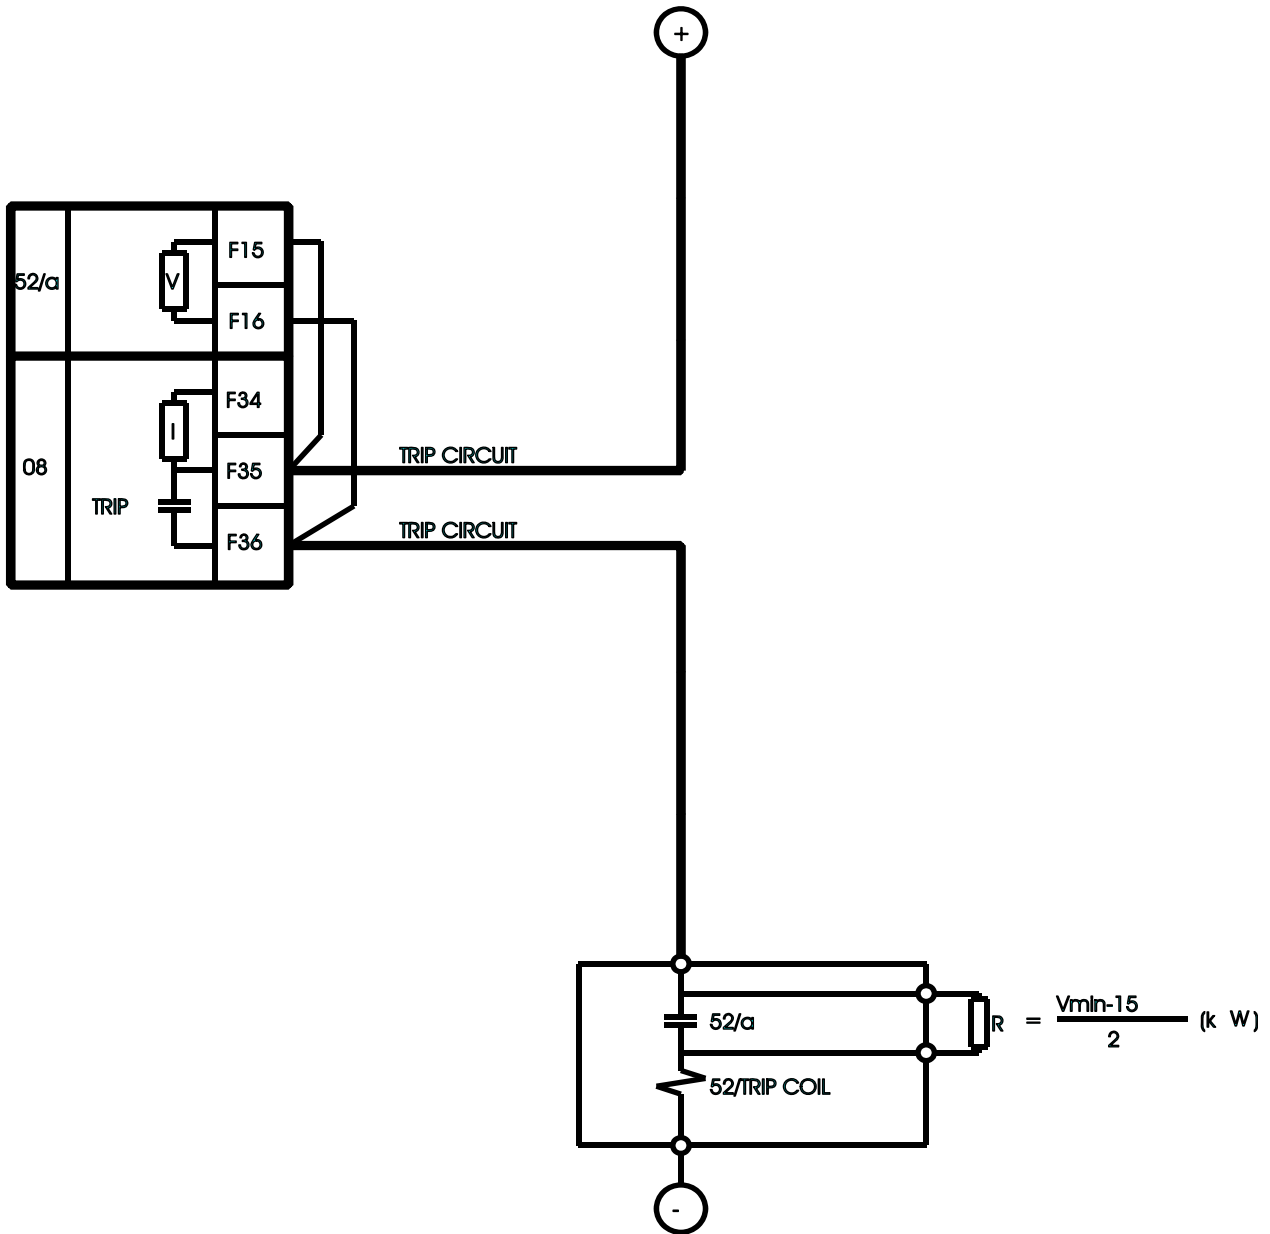 +
F15
52/a
V
F16
F34
I
TRIP CIRCUIT
08
F35
TRIP
TRIP CIRCUIT
F36
Vmin-15
52/a
R = (k W)
2
52/TRIP COIL
-